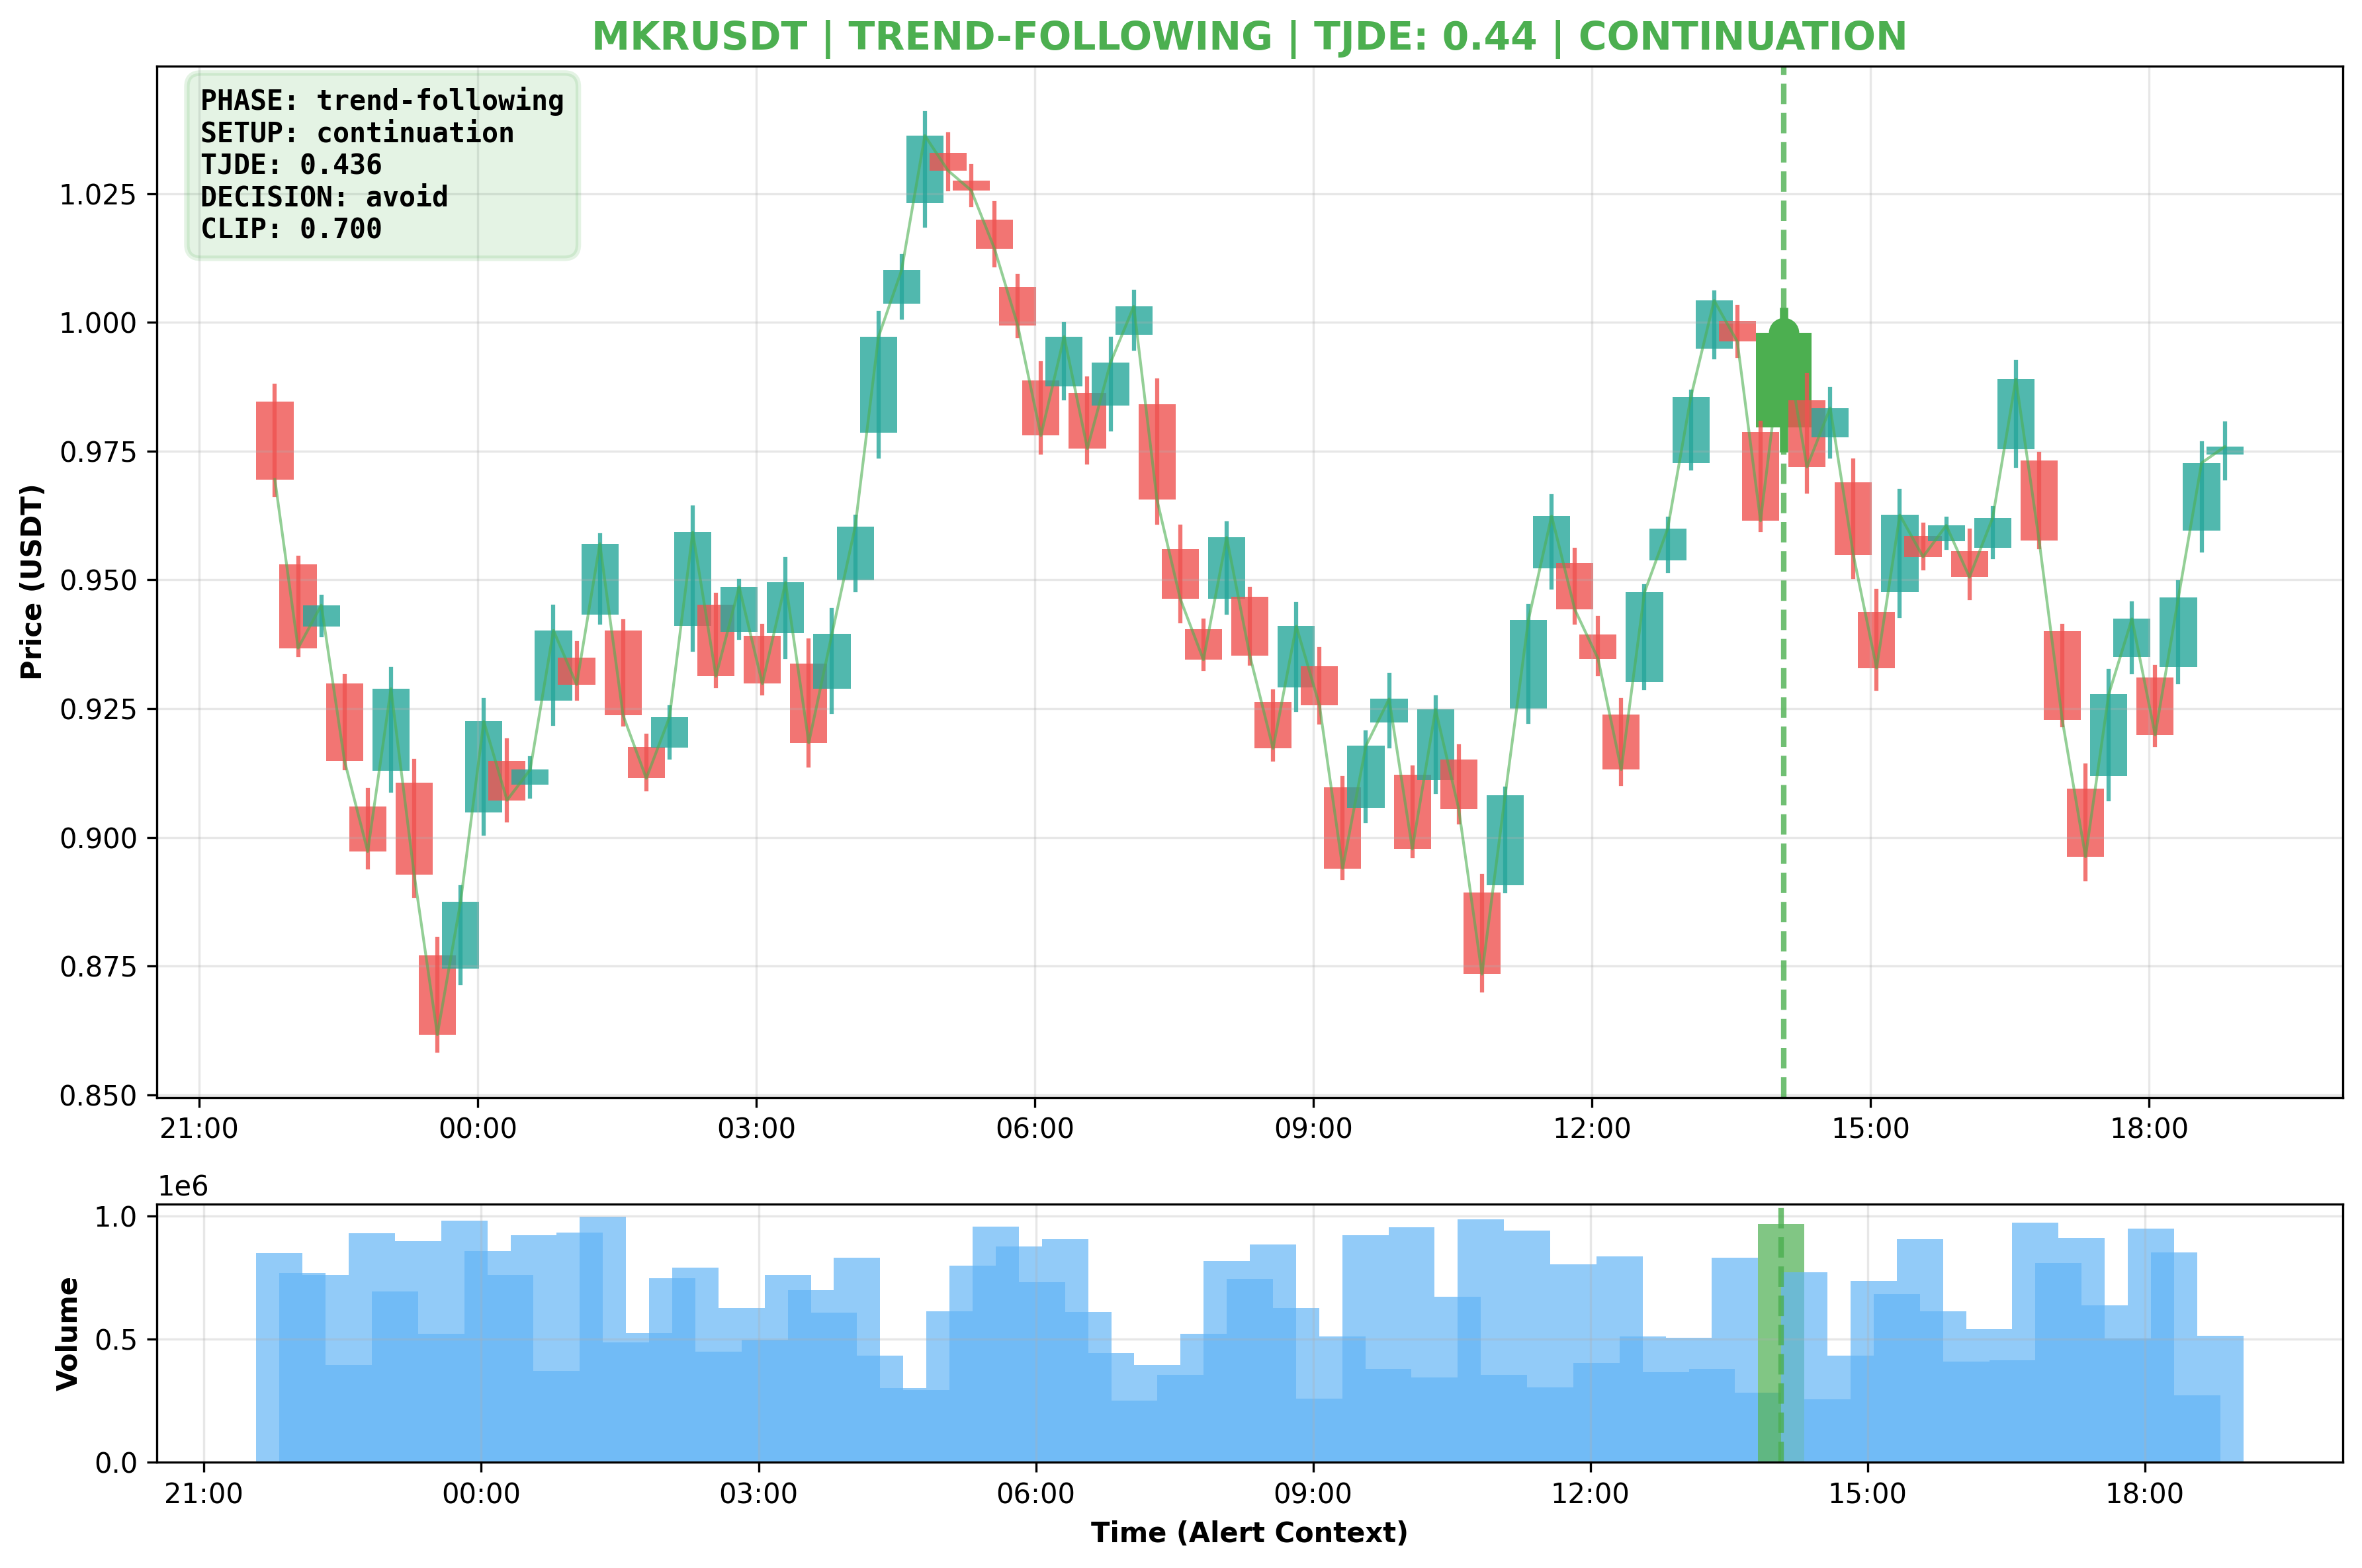 MKRUSDT | TREND-FOLLOWING | TJDE: 0.44 | CONTINUATION
PHASE: trend-following
SETUP: continuation
TJDE: 0.436
DECISION: avoid
CLIP: 0.700
Price (USDT)
1.025
1.000
0.975
0.950
0.925
0.900
0.875
0.850
21:00 00:00 03:00 06:00 09:00 12:00 15:00 18:00
1e6
Volume
1.0
0.5
0.0
21:00 00:00 03:00 06:00 09:00 12:00 15:00 18:00
Time (Alert Context)